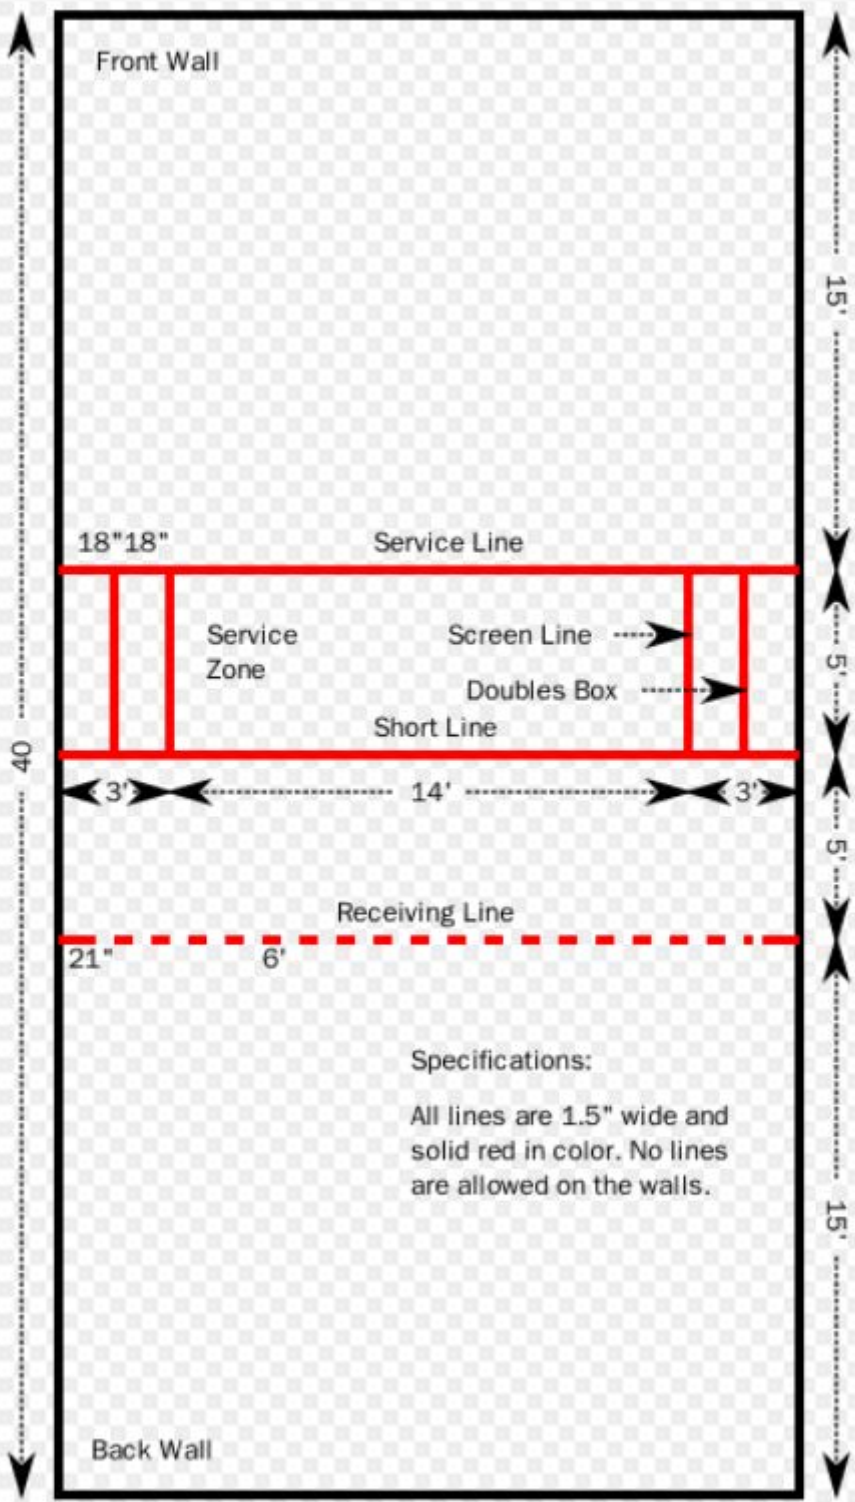 Front Wall
15'
18"18"
Service Line
Service
Zone
Screen Line
5'
Doubles Box
Short Line
40
3'
14'
3'
5'
Receiving Line
21"
6'
Specifications:
All lines are 1.5" wide and
solid red in color. No lines
are allowed on the walls.
15'
Back Wall